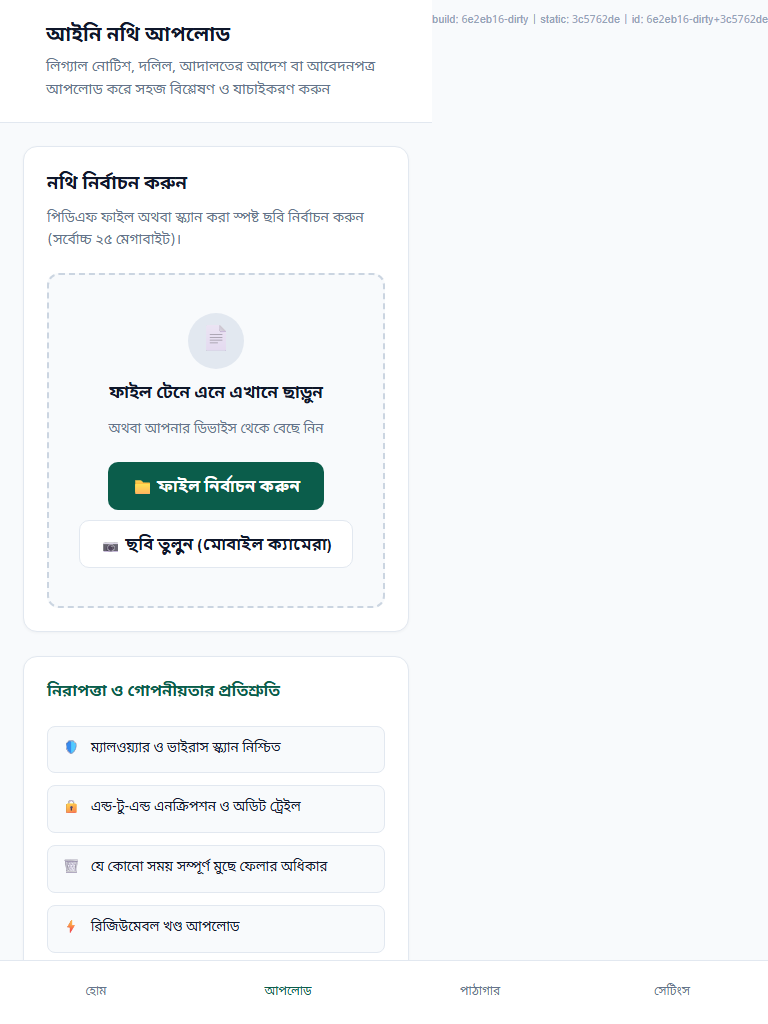 আইনি নথি আপলোড
build: 6e2eb16-dirty | static: 3c5762de | id: 6e2eb16-dirty+3c5762de
লিগ্যাল নোটিশ, দলিল, আদালতের আদেশ বা আবেদনপত্র
আপলোড করে সহজ বিশ্লেষণ ও যাচাইকরণ করুন
নথি নির্বাচন করুন
পিডিএফ ফাইল অথবা স্ক্যান করা স্পষ্ট ছবি নির্বাচন করুন
(সর্বোচ্চ ২৫ মেগাবাইট)।
ফাইল টেনে এনে এখানে ছাড়ুন
অথবা আপনার ডিভাইস থেকে বেছে নিন
ফাইল নির্বাচন করুন
ছবি তুলুন (মোবাইল ক্যামেরা)
নিরাপত্তা ও গোপনীয়তার প্রতিশ্রুতি
ম্যালওয়্যার ও ভাইরাস স্ক্যান নিশ্চিত
এন্ড-টু-এন্ড এনক্রিপশন ও অডিট ট্রেইল
যে কোনো সময় সম্পূর্ণ মুছে ফেলার অধিকার
রিজিউমেবল খণ্ড আপলোড
হোম
আপলোড
পাঠাগার
সেটিংস